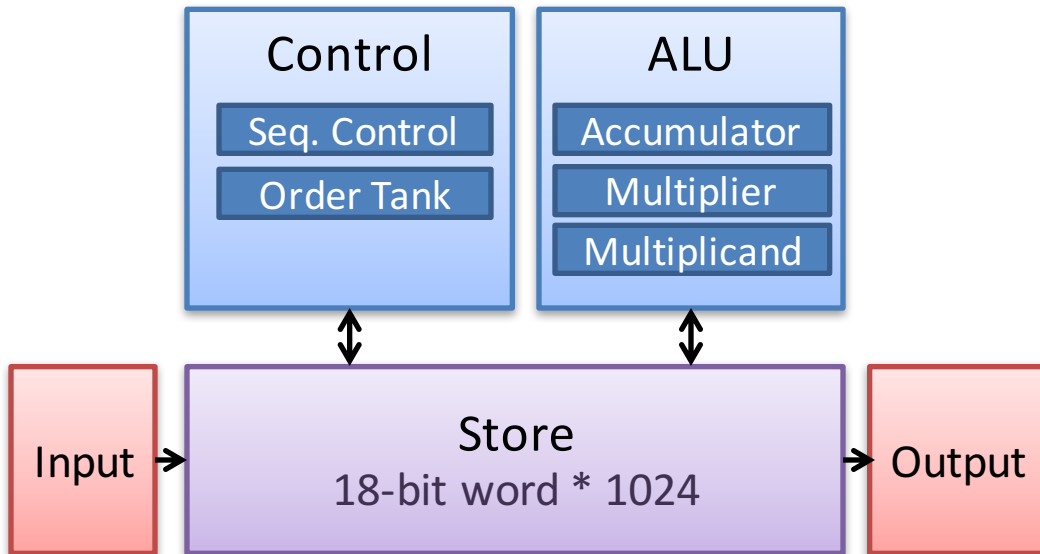 Control
Seq. Control
Order Tank
ALU
Accumulator
Multiplier
Multiplicand
Input
Store
18-bit word * 1024
Output